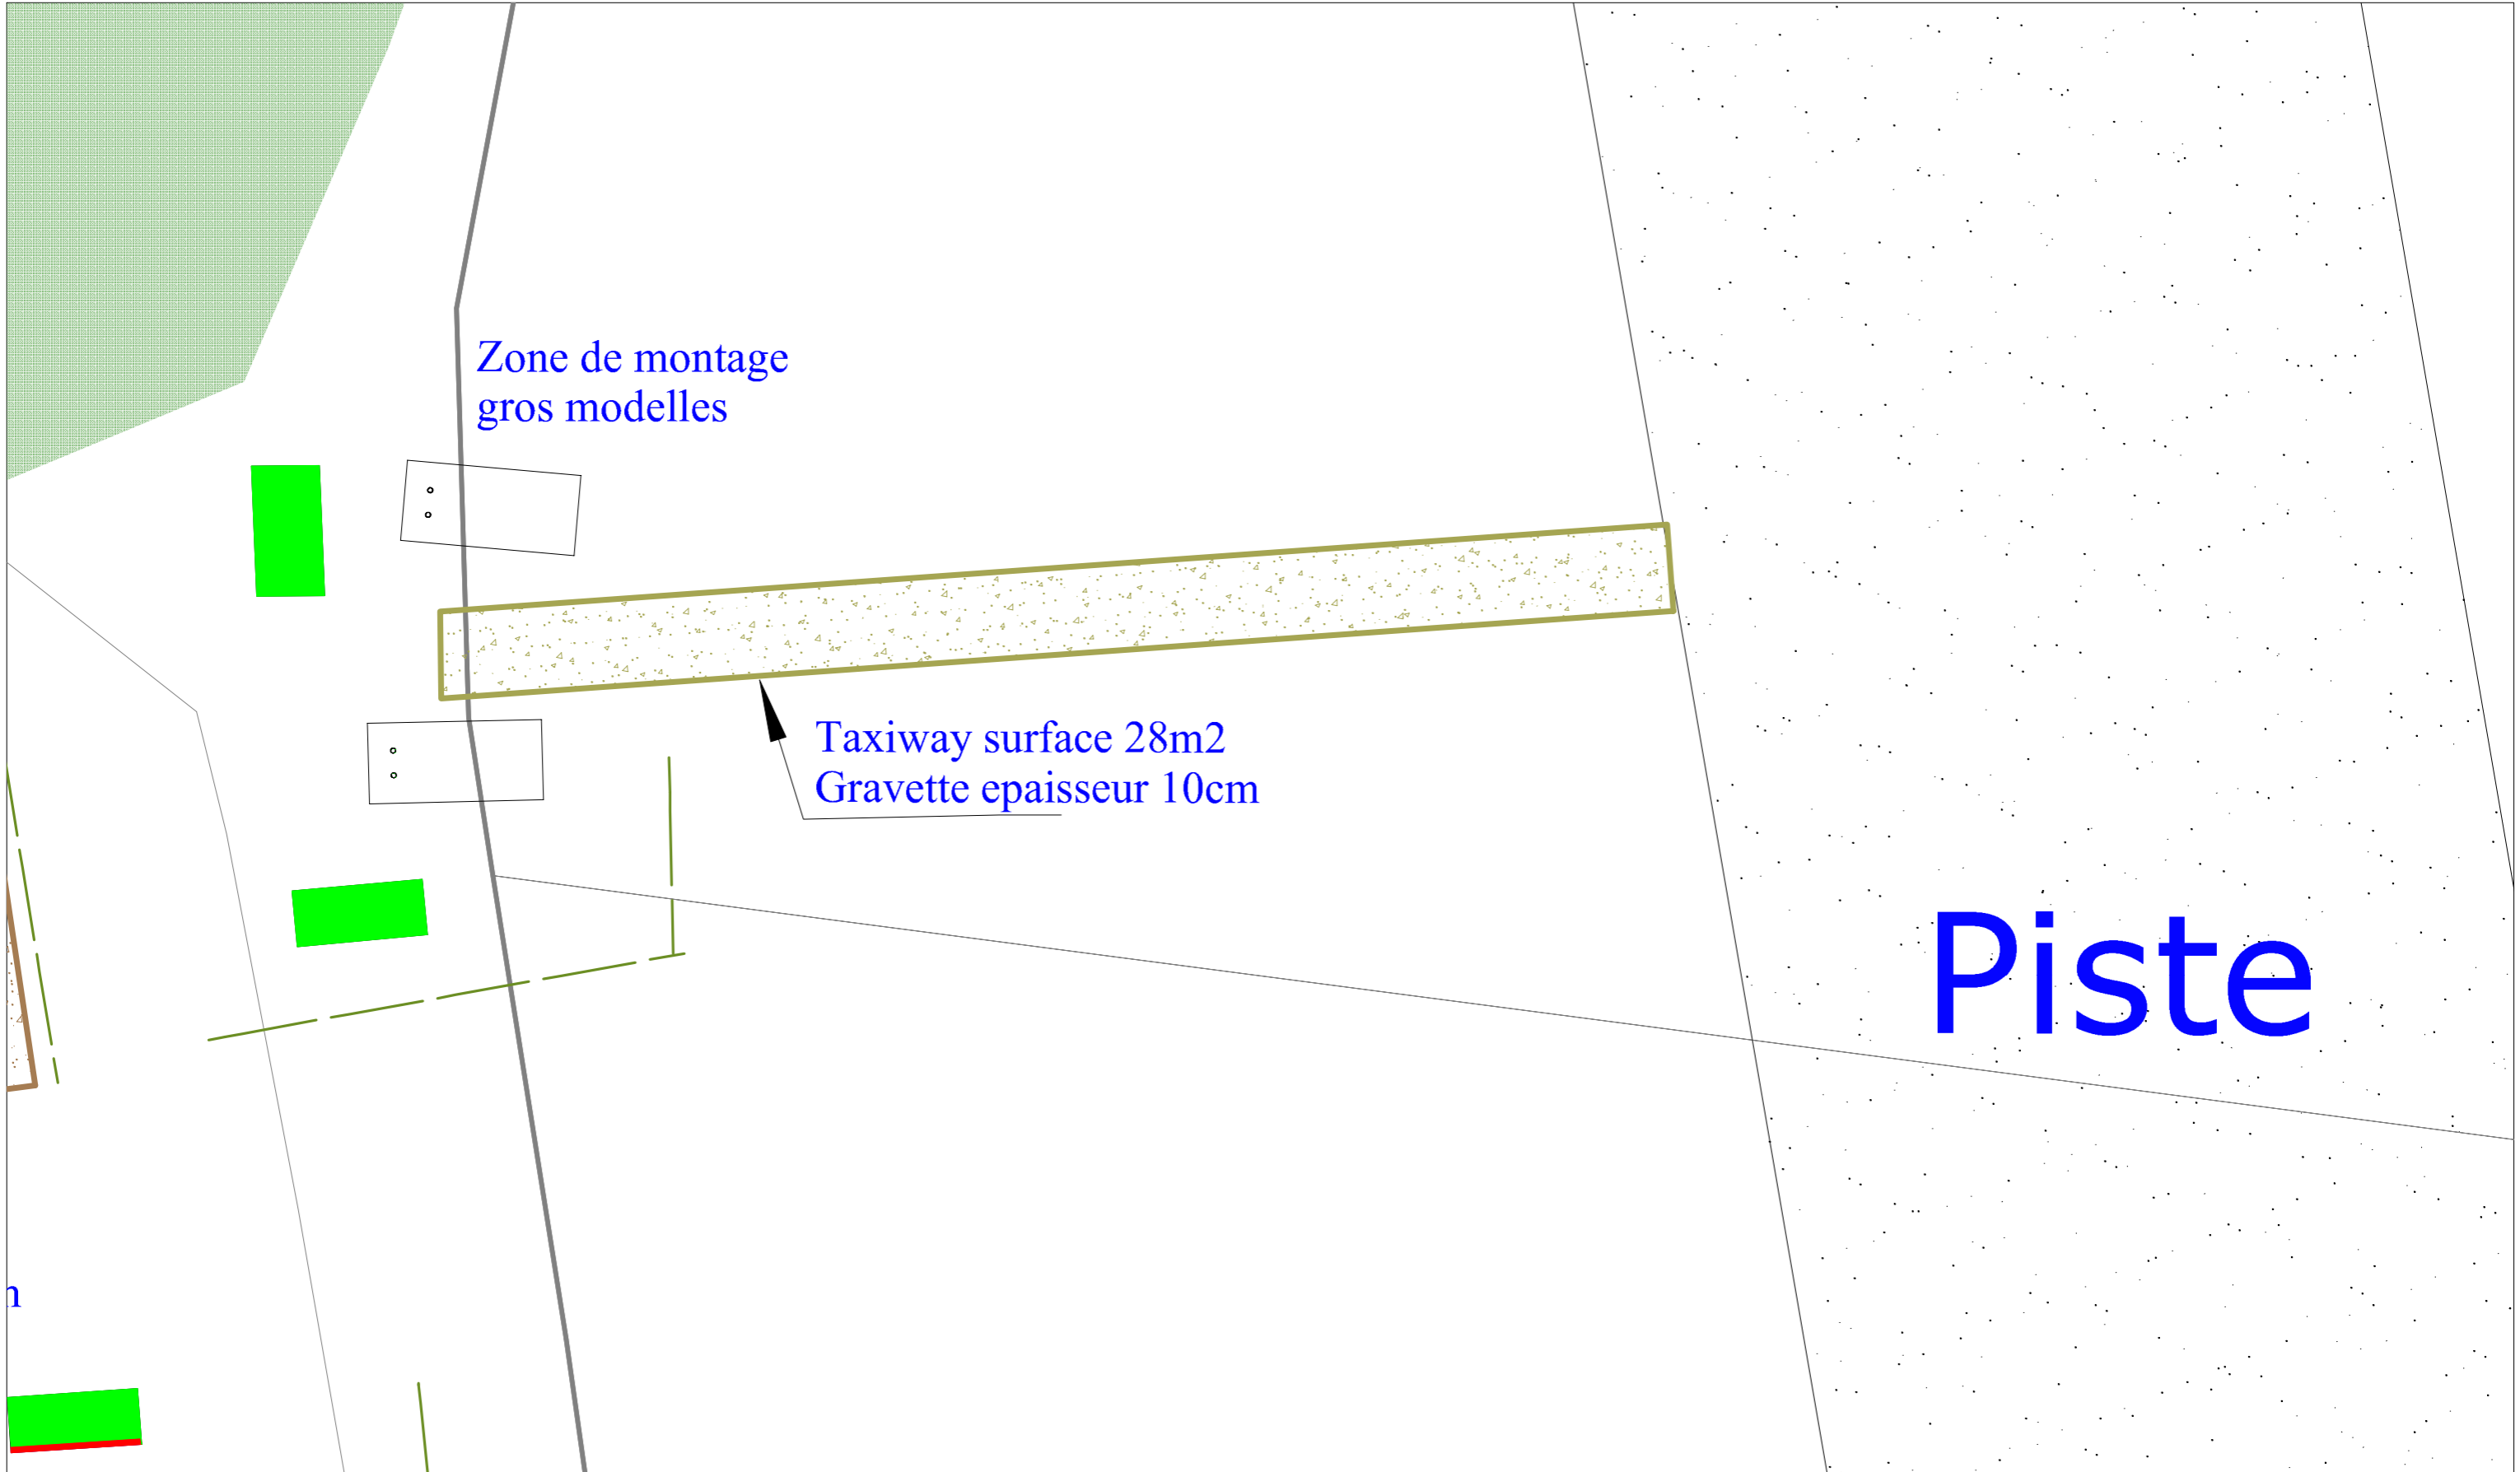 Zone de montage
gros modelles
Taxiway surface 28m2
Gravette epaisseur 10cm
Piste